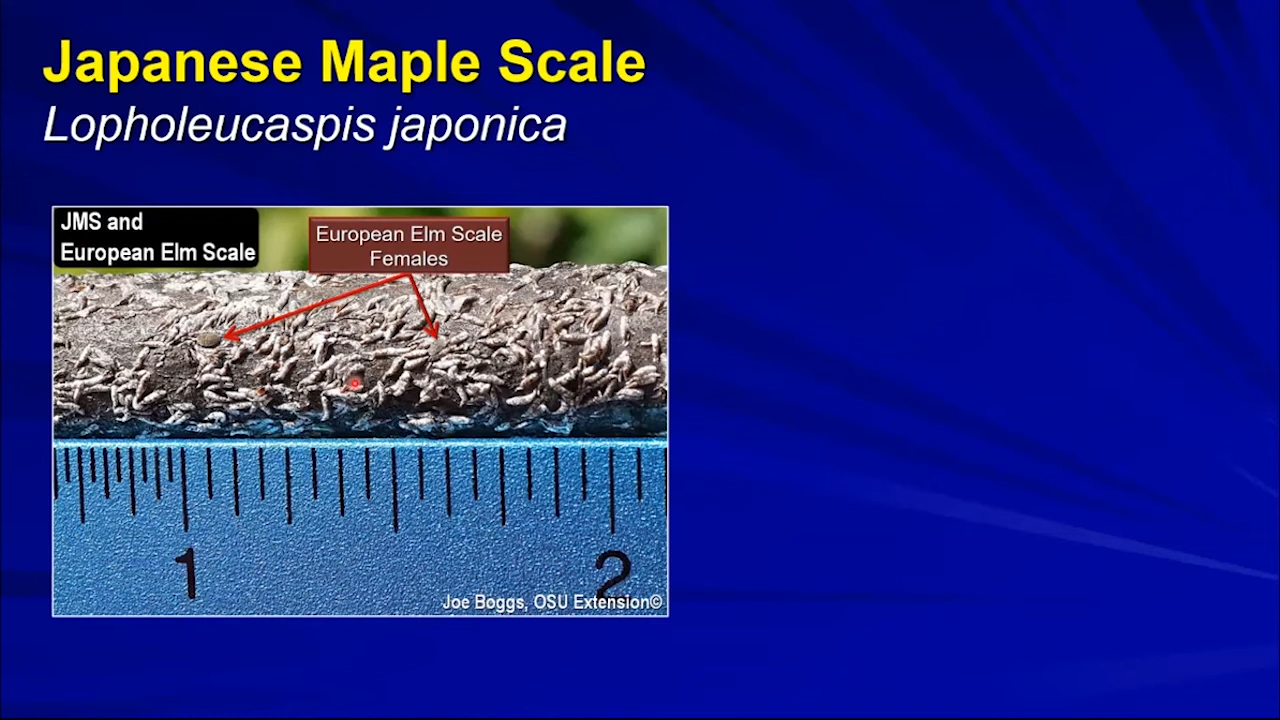 Japanese Maple Scale
Lopholeucaspis japonica
JMS and
European Elm Scale
European Elm Scale
Females
1
2
Joe Boggs, OSU Extension©